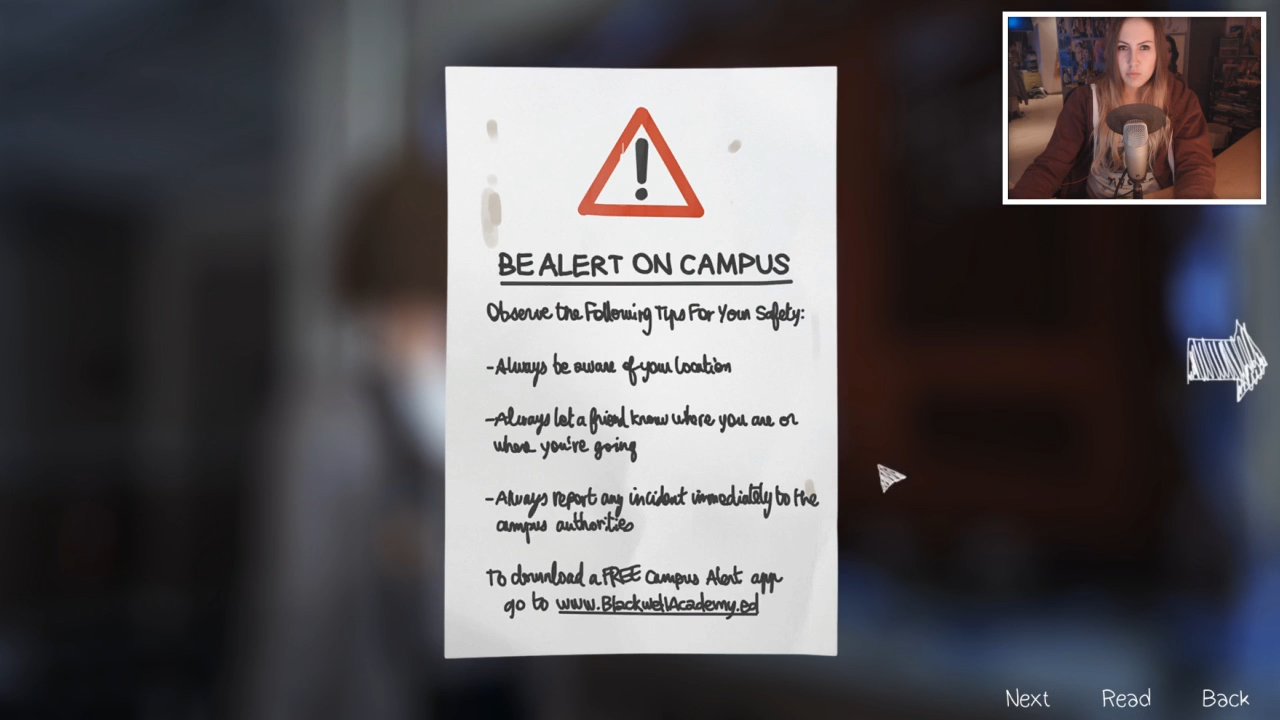 !
BE ALERT ON CAMPUS
Observe the Following Tips For Your Safety:
-Always be aware of your location
-Always let a friend know where you are or
where you're going
-Always report any incident immediately to the
campus authorities
To download a FREE Campus Alert app
go to www.BlackwellAcademy.ed
Next Read Back